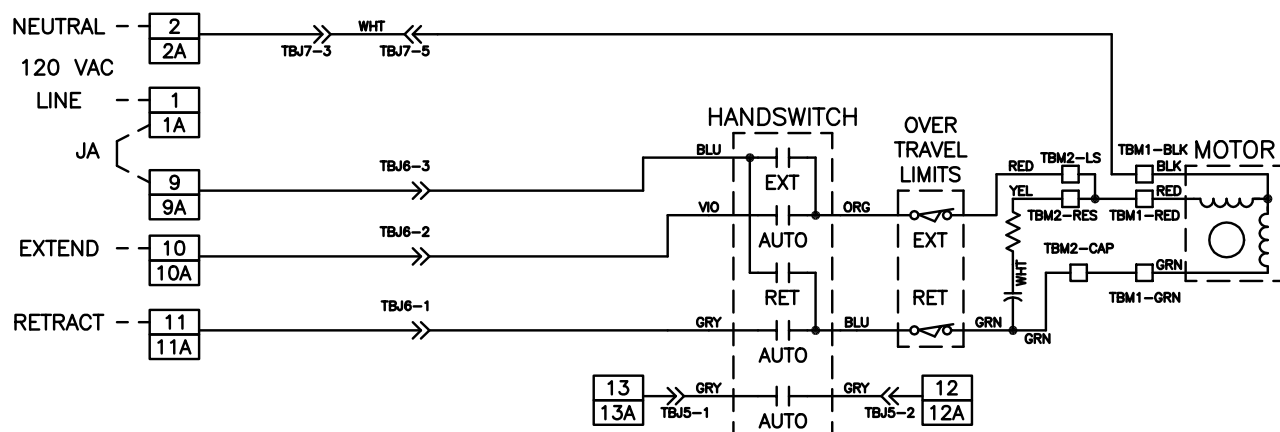 NEUTRAL
2
2A
TBJ7-3
WHT
TBJ7-5
120 VAC
LINE
1
1A
JA
9
9A
TBJ6-3
EXTEND
10
10A
TBJ6-2
RETRACT
11
11A
TBJ6-1
HANDSWITCH
BLU
EXT
VIO
AUTO
ORG
RET
GRY
AUTO
BLU
13
13A
TBJ5-1
GRY
AUTO
GRY
TBJ5-2
12
12A
OVER
TRAVEL
LIMITS
EXT
RET
RED
TBM2-LS
YEL
TBM2-RES
WHT
GRN
GRN
TBM2-CAP
TBM1-BLK
BLK
RED
TBM1-RED
GRN
TBM1-GRN
MOTOR